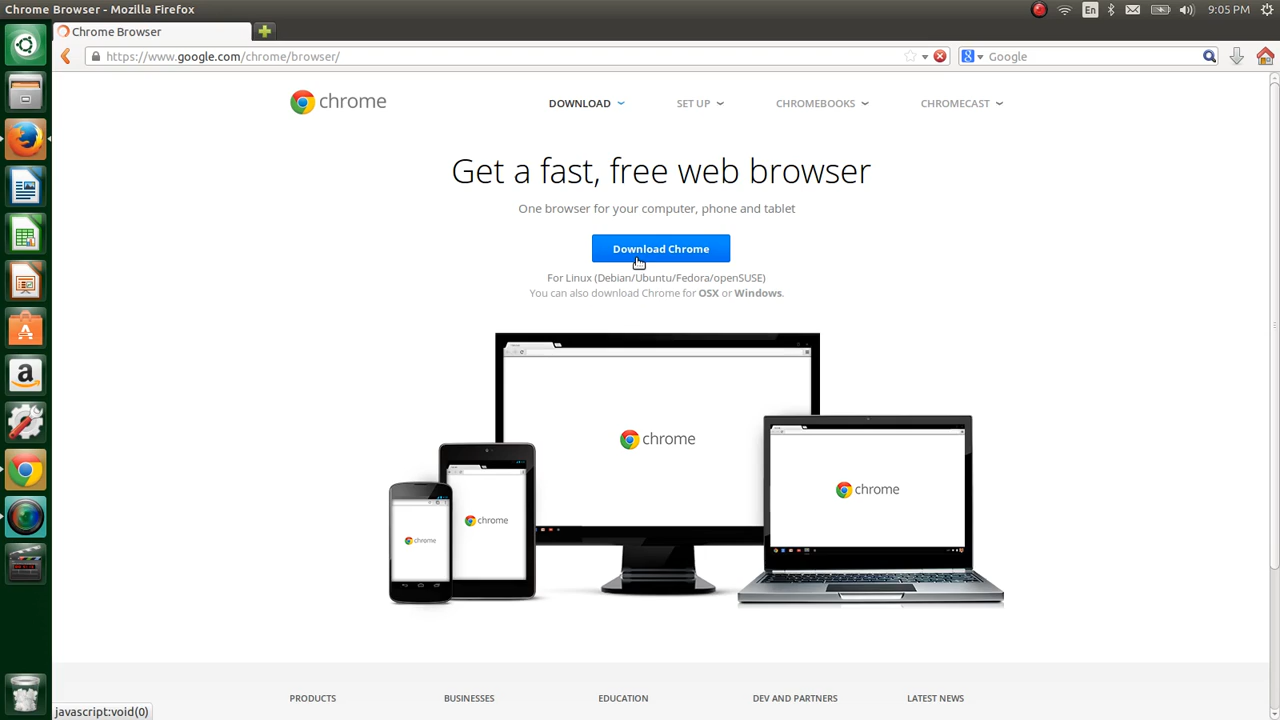 Chrome Browser - Mozilla Firefox
En
9:05 PM
Chrome Browser
https://www.google.com/chrome/browser/
Google
chrome
DOWNLOAD
SET UP
CHROMEBOOKS
CHROMECAST
Get a fast, free web browser
One browser for your computer, phone and tablet
Download Chrome
For Linux (Debian/Ubuntu/Fedora/openSUSE)
You can also download Chrome for OSX or Windows.
chrome
chrome
chrome
chrome
PRODUCTS
BUSINESSES
EDUCATION
DEV AND PARTNERS
LATEST NEWS
javascript:void(0)